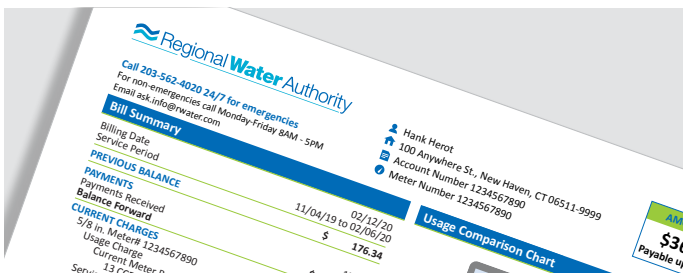 Regional Water Authority
Call 203-562-4020 24/7 for emergencies
For non-emergencies call Monday-Friday 8AM - 5PM
Email ask.info@rwater.com
Hank Herot
100 Anywhere St., New Haven, CT 06511-9999
Account Number 1234567890
Meter Number 1234567890
Bill Summary
Billing Date 02/12/20
Service Period 11/04/19 to 02/06/20
PREVIOUS BALANCE $ 176.34
PAYMENTS
Payments Received
Balance Forward
CURRENT CHARGES
5/8 in. Meter# 1234567890
Usage Charge
Current Meter
13
Usage Comparison Chart
Payable